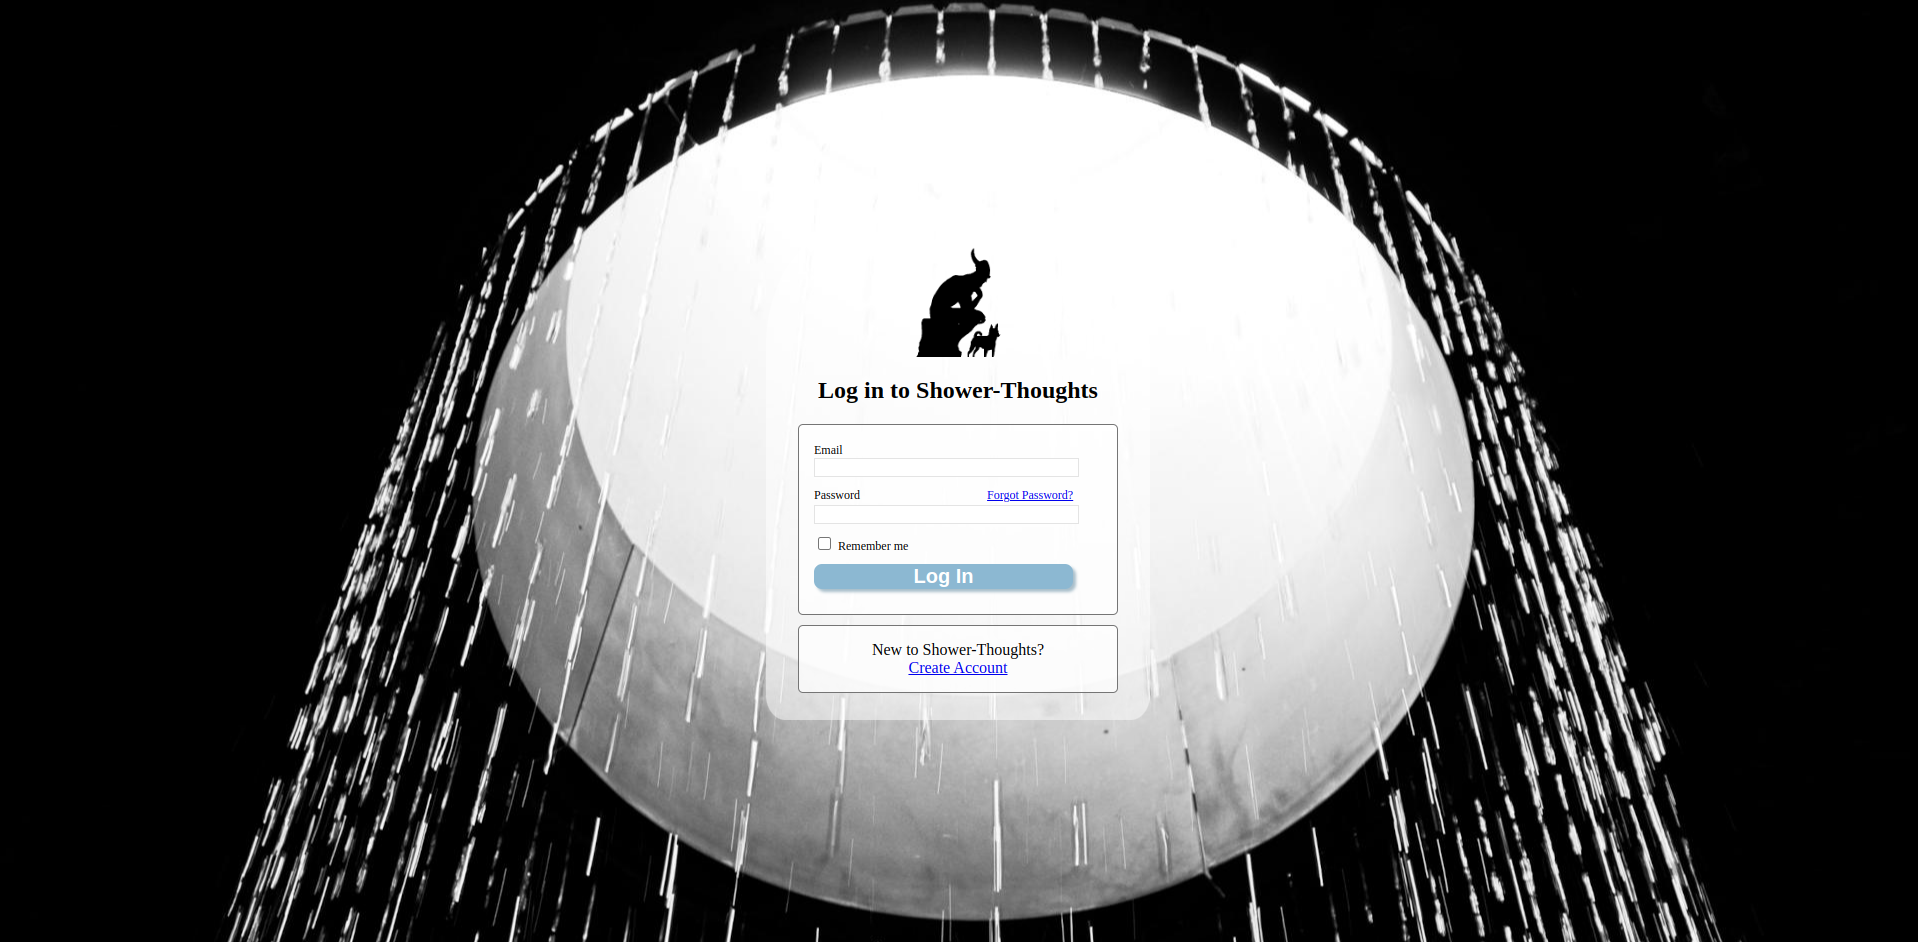 Log in to Shower-Thoughts
Email
Password Forgot Password?
Remember me
Log In
New to Shower-Thoughts?
Create Account